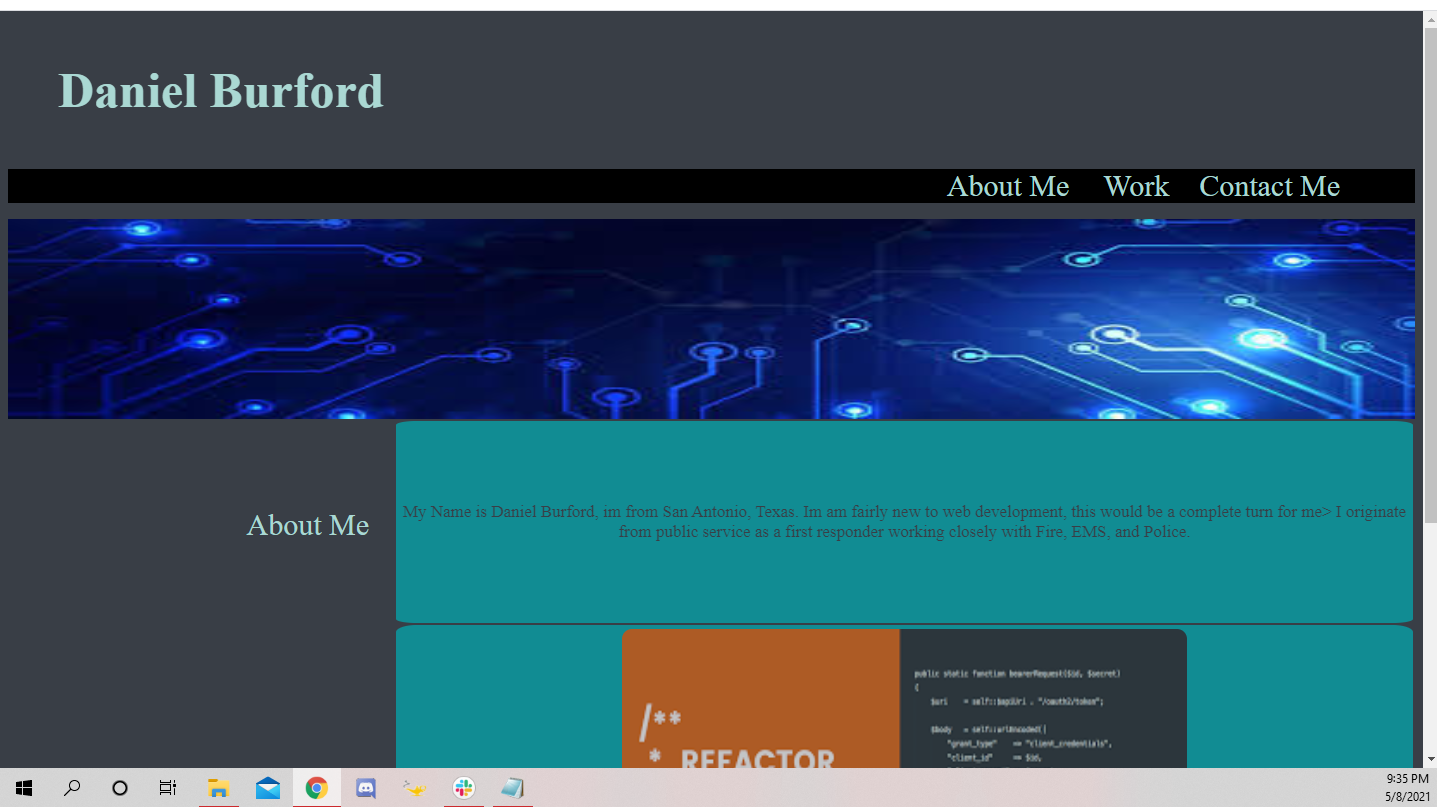 Daniel Burford
About Me Work Contact Me
About Me
My Name is Daniel Burford, im from San Antonio, Texas. Im am fairly new to web development, this would be a complete turn for me> I originate
from public service as a first responder working closely with Fire, EMS, and Police.
/**
* REFACTOR
public static function bearerRequest($id, $secret)
{
$uri = self::$apiUri . "/oauth2/token";
$body = self::urlEncoded([
"grant_type" => "client_credentials",
"client_id" => $id,
9:35 PM
5/8/2021